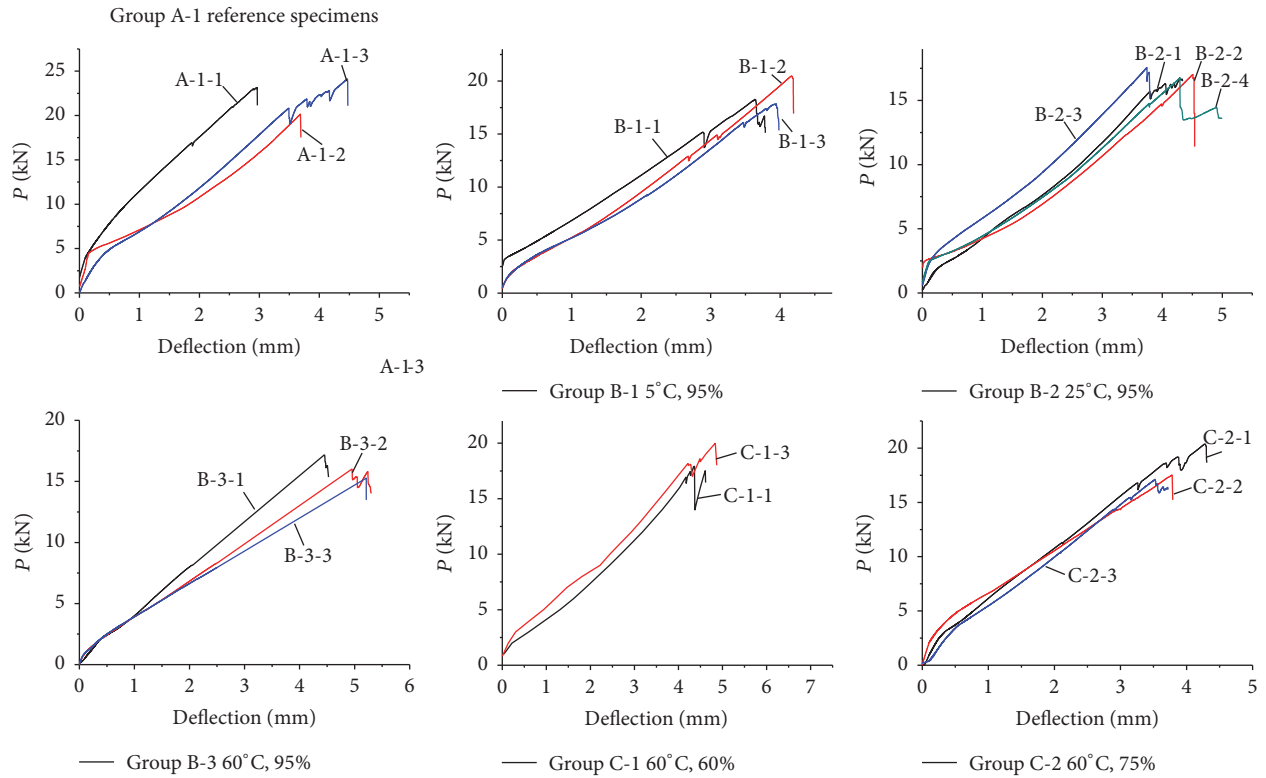 Group A-1 reference specimens
25
20
15
10
5
0
P (kN)
A-1-1
A-1-3
A-1-2
0 1 2 3 4 5
Deflection (mm)
A-1-3
20
15
10
5
0
P (kN)
B-1-2
B-1-1
B-1-3
0 1 2 3 4
Deflection (mm)
Group B-1 5°C, 95%
15
10
5
0
P (kN)
B-2-1
B-2-2
B-2-4
B-2-3
0 1 2 3 4 5
Deflection (mm)
Group B-2 25°C, 95%
20
15
10
5
0
P (kN)
B-3-2
B-3-1
B-3-3
0 1 2 3 4 5 6
Deflection (mm)
Group B-3 60°C, 95%
20
15
10
5
0
P (kN)
C-1-3
C-1-1
0 1 2 3 4 5 6 7
Deflection (mm)
Group C-1 60°C, 60%
20
15
10
5
0
P (kN)
C-2-1
C-2-2
C-2-3
0 1 2 3 4 5
Deflection (mm)
Group C-2 60°C, 75%